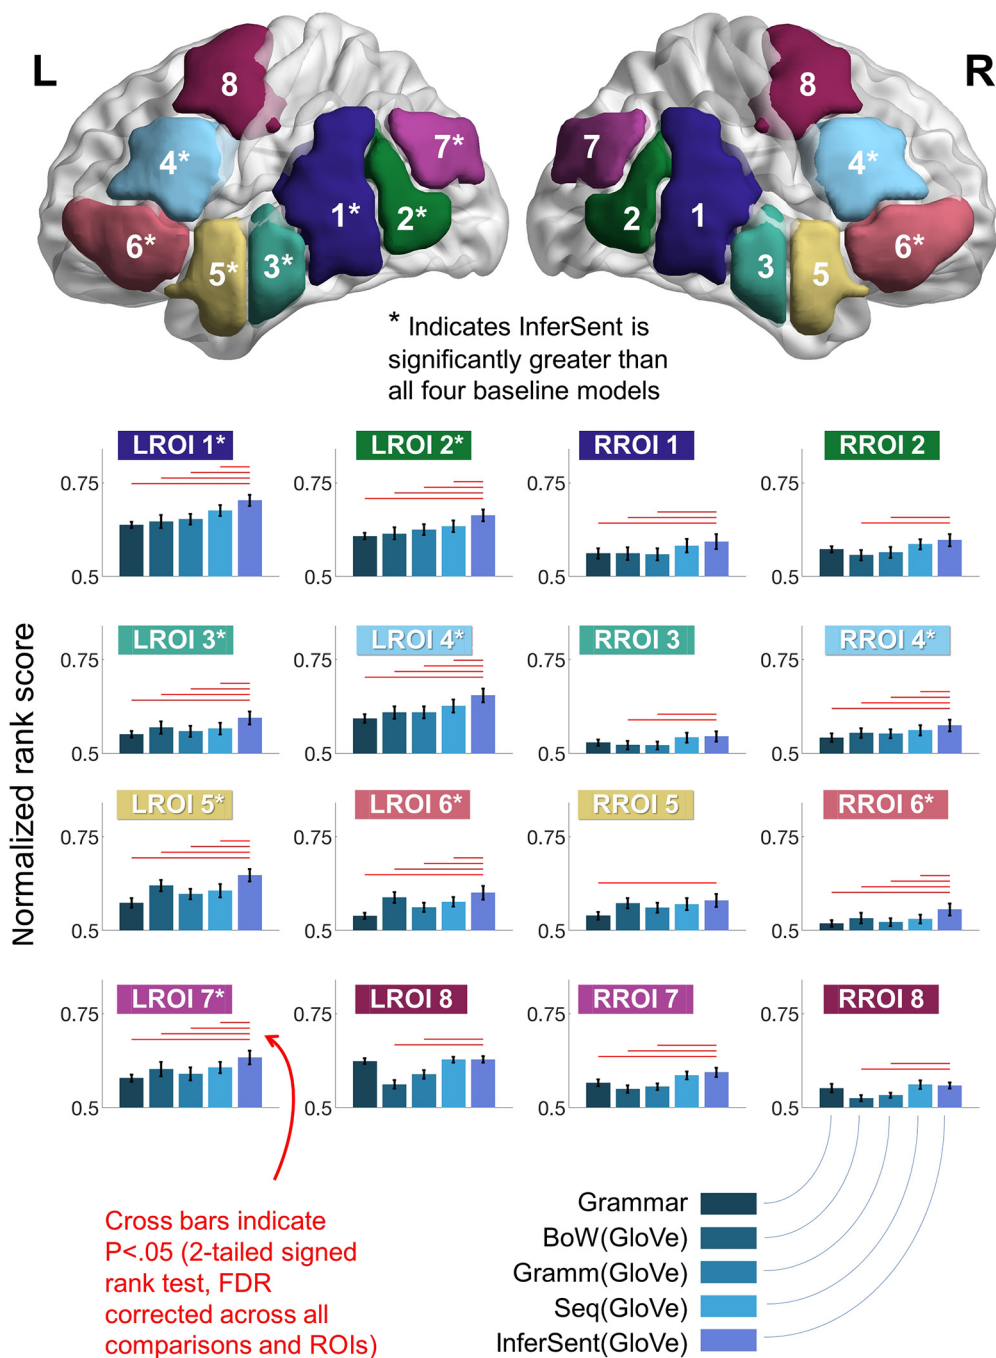 L
R
8
4*
7*
1*
2*
6*
5*
3*
8
7
4*
2
1
6*
3
5
* Indicates InferSent is
significantly greater than
all four baseline models
Normalized rank score
LROI 1*
0.75
0.5
LROI 2*
0.75
0.5
RROI 1
0.75
0.5
RROI 2
0.75
0.5
LROI 3*
0.75
0.5
LROI 4*
0.75
0.5
RROI 3
0.75
0.5
RROI 4*
0.75
0.5
LROI 5*
0.75
0.5
LROI 6*
0.75
0.5
RROI 5
0.75
0.5
RROI 6*
0.75
0.5
LROI 7*
0.75
0.5
LROI 8
0.75
0.5
RROI 7
0.75
0.5
RROI 8
0.75
0.5
Cross bars indicate
P<.05 (2-tailed signed
rank test, FDR
corrected across all
comparisons and ROIs)
Grammar
BoW(GloVe)
Gramm(GloVe)
Seq(GloVe)
InferSent(GloVe)